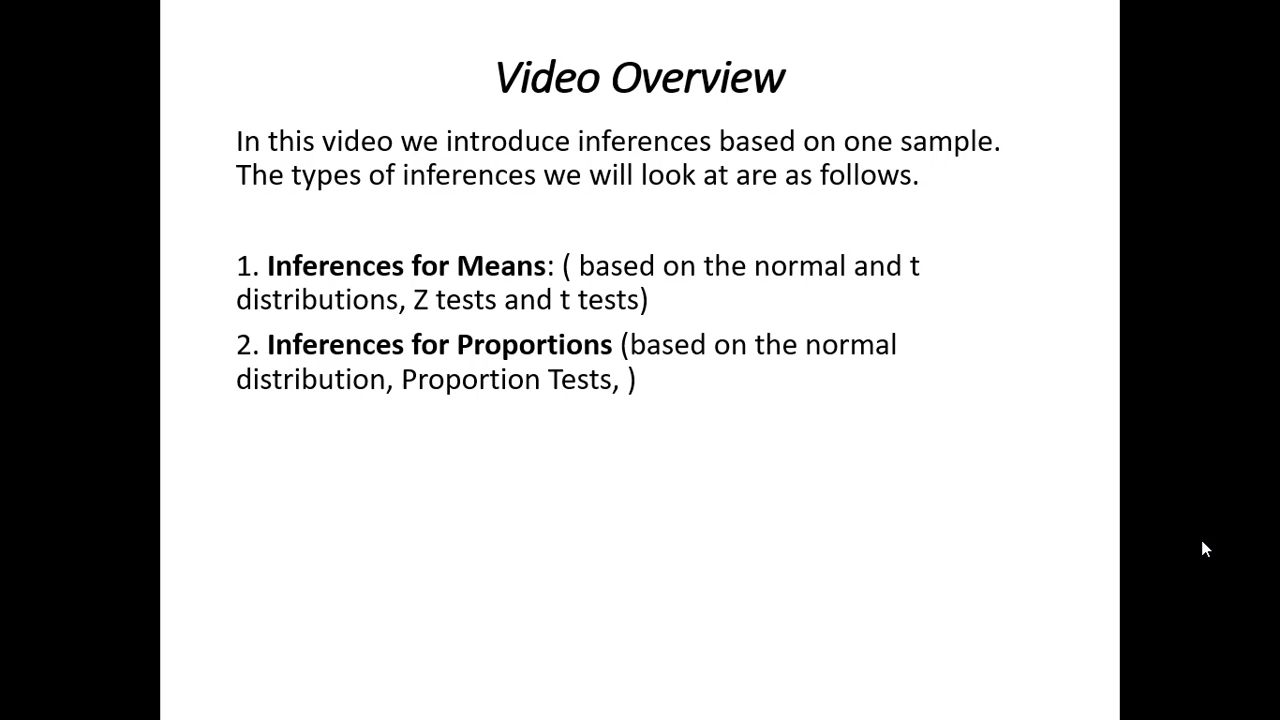 Video Overview
In this video we introduce inferences based on one sample.
The types of inferences we will look at are as follows.
1. Inferences for Means: ( based on the normal and t
distributions, Z tests and t tests)
2. Inferences for Proportions (based on the normal
distribution, Proportion Tests, )